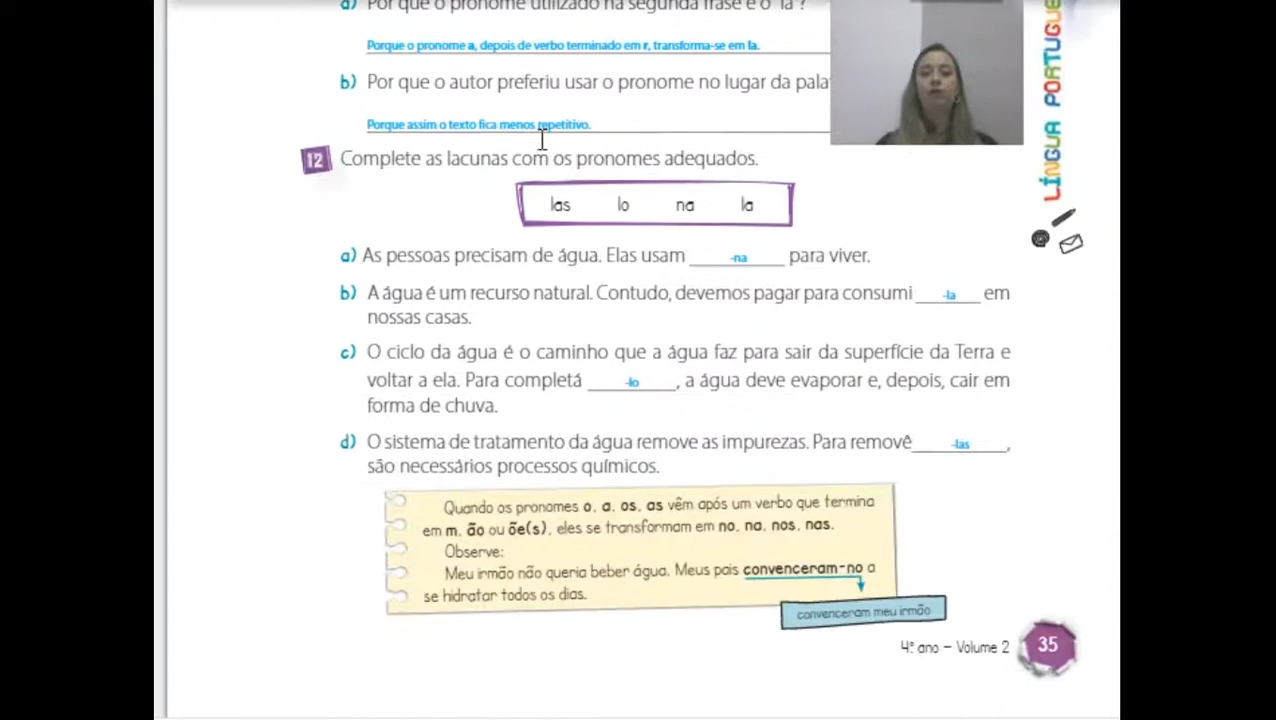 a) Por que o pronome utilizado na segunda frase é o "la"?
Porque o pronome a, depois de verbo terminado em r, transforma-se em la.
b) Por que o autor preferiu usar o pronome no lugar da
Porque assim o texto fica menos repetitivo.
12 Complete as lacunas com os pronomes adequados.
las lo na la
a) As pessoas precisam de água. Elas usam -na para viver.
b) A água é um recurso natural. Contudo, devemos pagar para consumi -la em
nossas casas.
c) O ciclo da água é o caminho que a água faz para sair da superfície da Terra e
voltar a ela. Para completá -lo, a água deve evaporar e, depois, cair em
forma de chuva.
d) O sistema de tratamento da água remove as impurezas. Para removê -las,
são necessários processos químicos.
Quando os pronomes o, a, os, as vêm após um verbo que termina
em m, ão ou õe(s), eles se transformam em no, na, nos, nas.
Observe:
Meu irmão não queria beber água. Meus pais convenceram-no a
se hidratar todos os dias.
convenceram meu irmão
4º. ano – Volume 2
35
LÍNGUA PORTUGUE